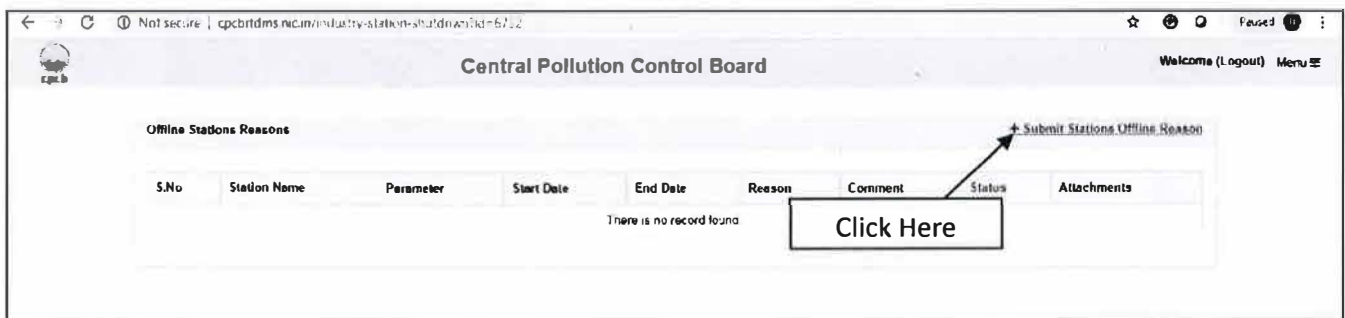 Not secure | cpcbrtdms.nic.in/industry-station-shutdown?id=
Paused
cpcb
Central Pollution Control Board
Welcome (Logout) Menu
Offline Stations Reasons
+ Submit Stations Offline Reason
S.No Station Name Parameter Start Date End Date Reason Comment Status Attachments
There is no record found
Click Here